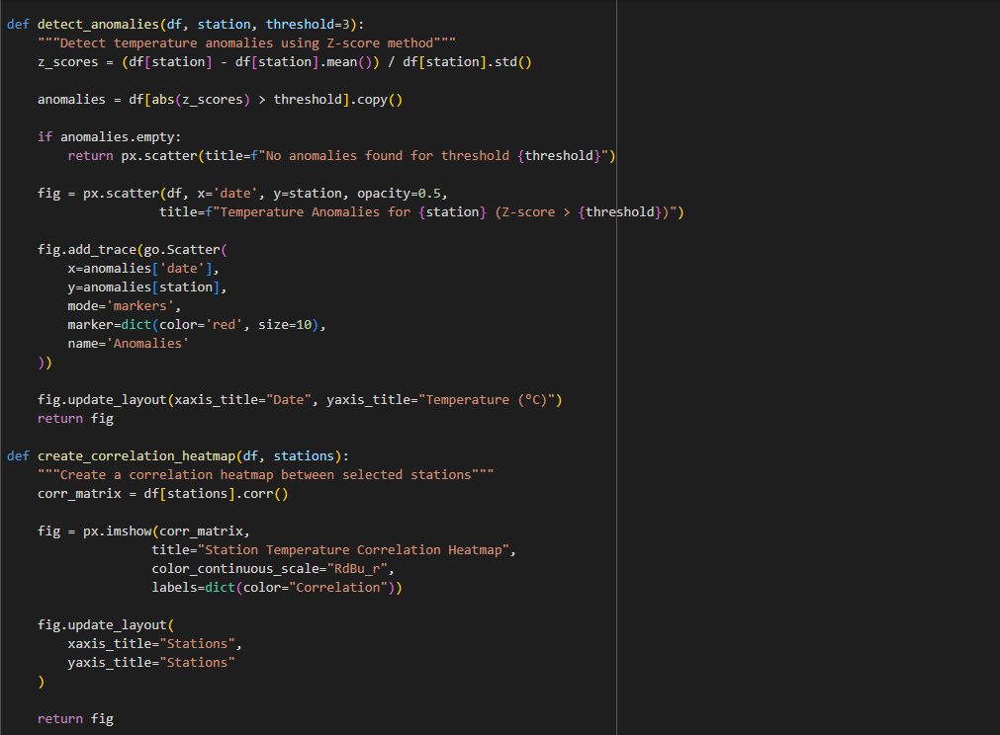 def detect_anomalies(df, station, threshold=3):
    """Detect temperature anomalies using Z-score method"""
    z_scores = (df[station] - df[station].mean()) / df[station].std()
    anomalies = df[abs(z_scores) > threshold].copy()
    if anomalies.empty:
        return px.scatter(title=f"No anomalies found for threshold {threshold}")
    fig = px.scatter(df, x='date', y=station, opacity=0.5,
                    title=f"Temperature Anomalies for {station} (Z-score > {threshold})")
    fig.add_trace(go.Scatter(
        x=anomalies['date'],
        y=anomalies[station],
        mode='markers',
        marker=dict(color='red', size=10),
        name='Anomalies'
    ))
    fig.update_layout(xaxis_title="Date", yaxis_title="Temperature (°C)")
    return fig
def create_correlation_heatmap(df, stations):
    """Create a correlation heatmap between selected stations"""
    corr_matrix = df[stations].corr()
    fig = px.imshow(corr_matrix,
                   title="Station Temperature Correlation Heatmap",
                   color_continuous_scale="RdBu_r",
                   labels=dict(color="Correlation"))
    fig.update_layout(
        xaxis_title="Stations",
        yaxis_title="Stations"
    )
    return fig